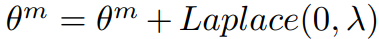 θ^m = θ^m + Laplace(0, λ)